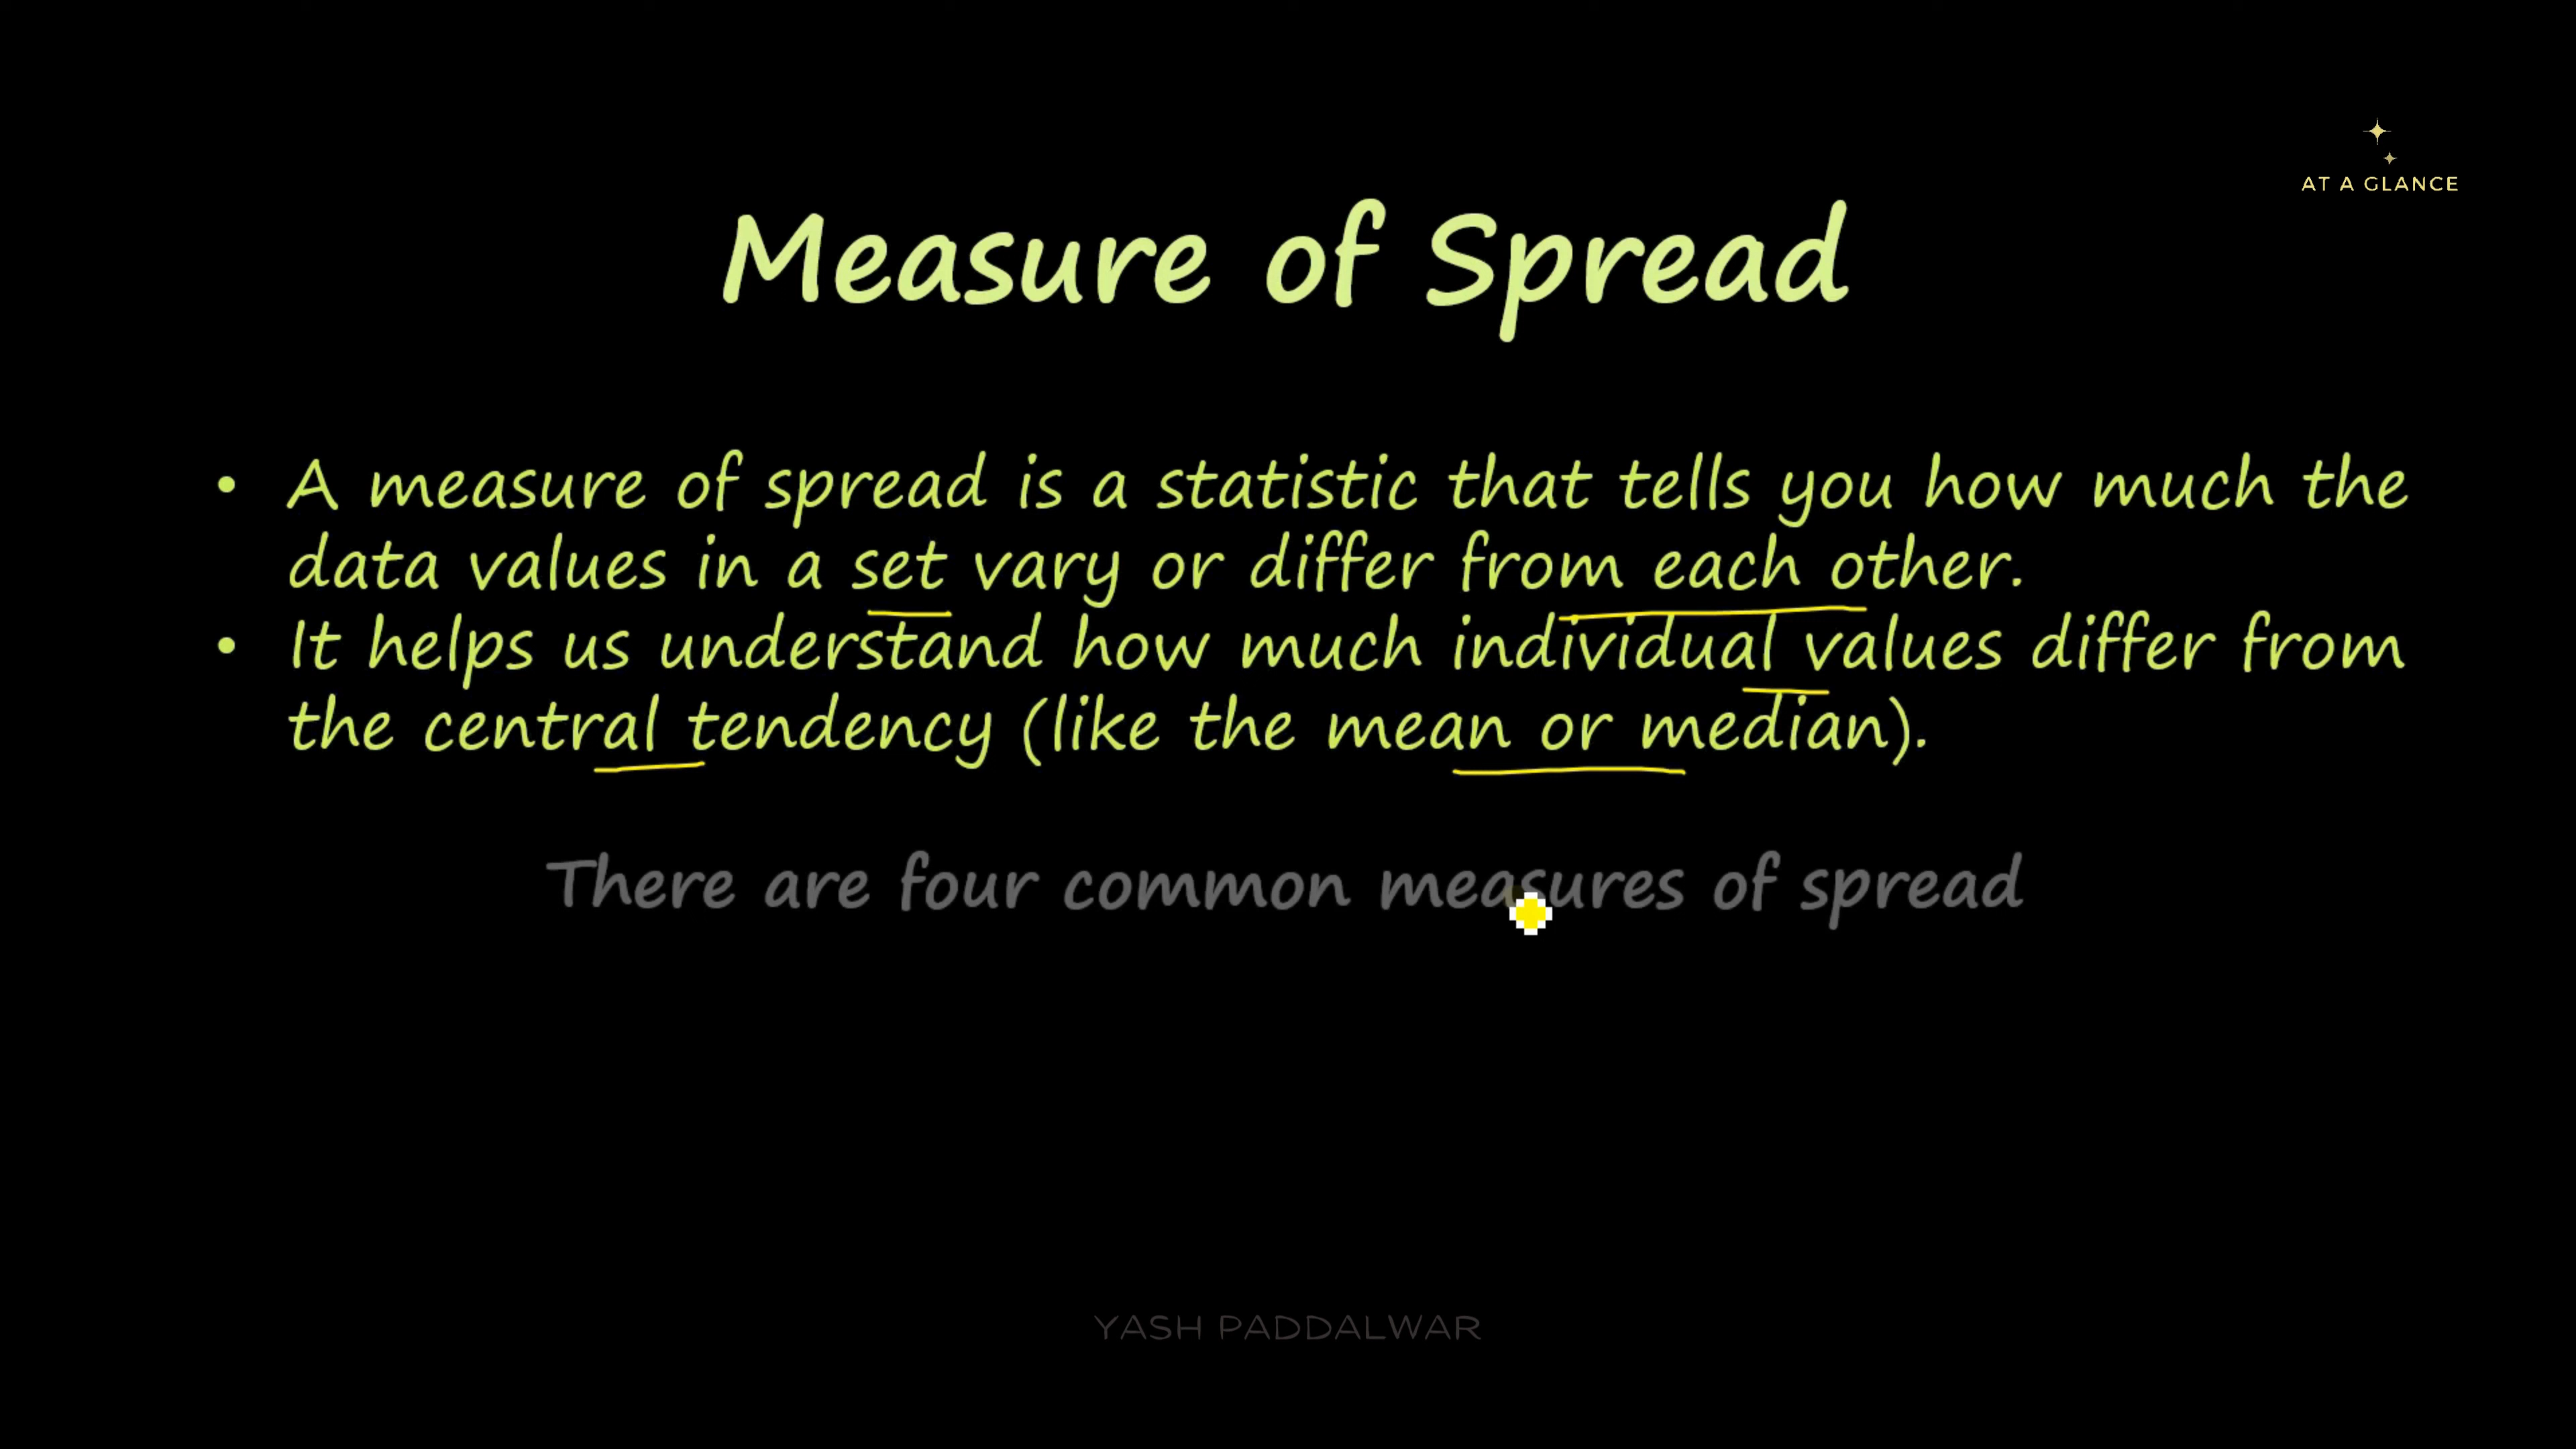 AT A GLANCE
Measure of Spread
• A measure of spread is a statistic that tells you how much the
data values in a set vary or differ from each other.
• It helps us understand how much individual values differ from
the central tendency (like the mean or median).
There are four common measures of spread
YASH PADDALWAR